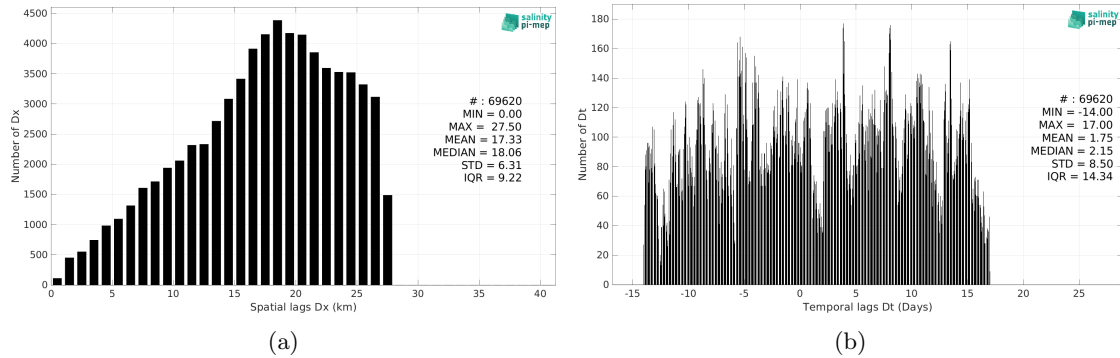 4500
4000
3500
3000
2500
2000
1500
1000
500
0
Number of Dx
0 5 10 15 20 25 30 35 40
Spatial lags Dx (km)
salinity
pi-mep
# : 69620
MIN = 0.00
MAX = 27.50
MEAN = 17.33
MEDIAN = 18.06
STD = 6.31
IQR = 9.22
(a)
180
160
140
120
100
80
60
40
20
0
Number of Dt
-15 -10 -5 0 5 10 15 20 25
Temporal lags Dt (Days)
salinity
pi-mep
# : 69620
MIN = -14.00
MAX = 17.00
MEAN = 1.75
MEDIAN = 2.15
STD = 8.50
IQR = 14.34
(b)